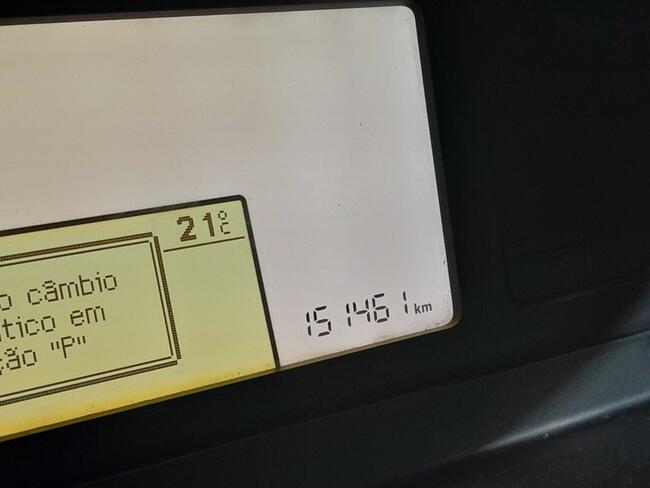 21°C
o câmbio
tico em
ção "P"
151461 km